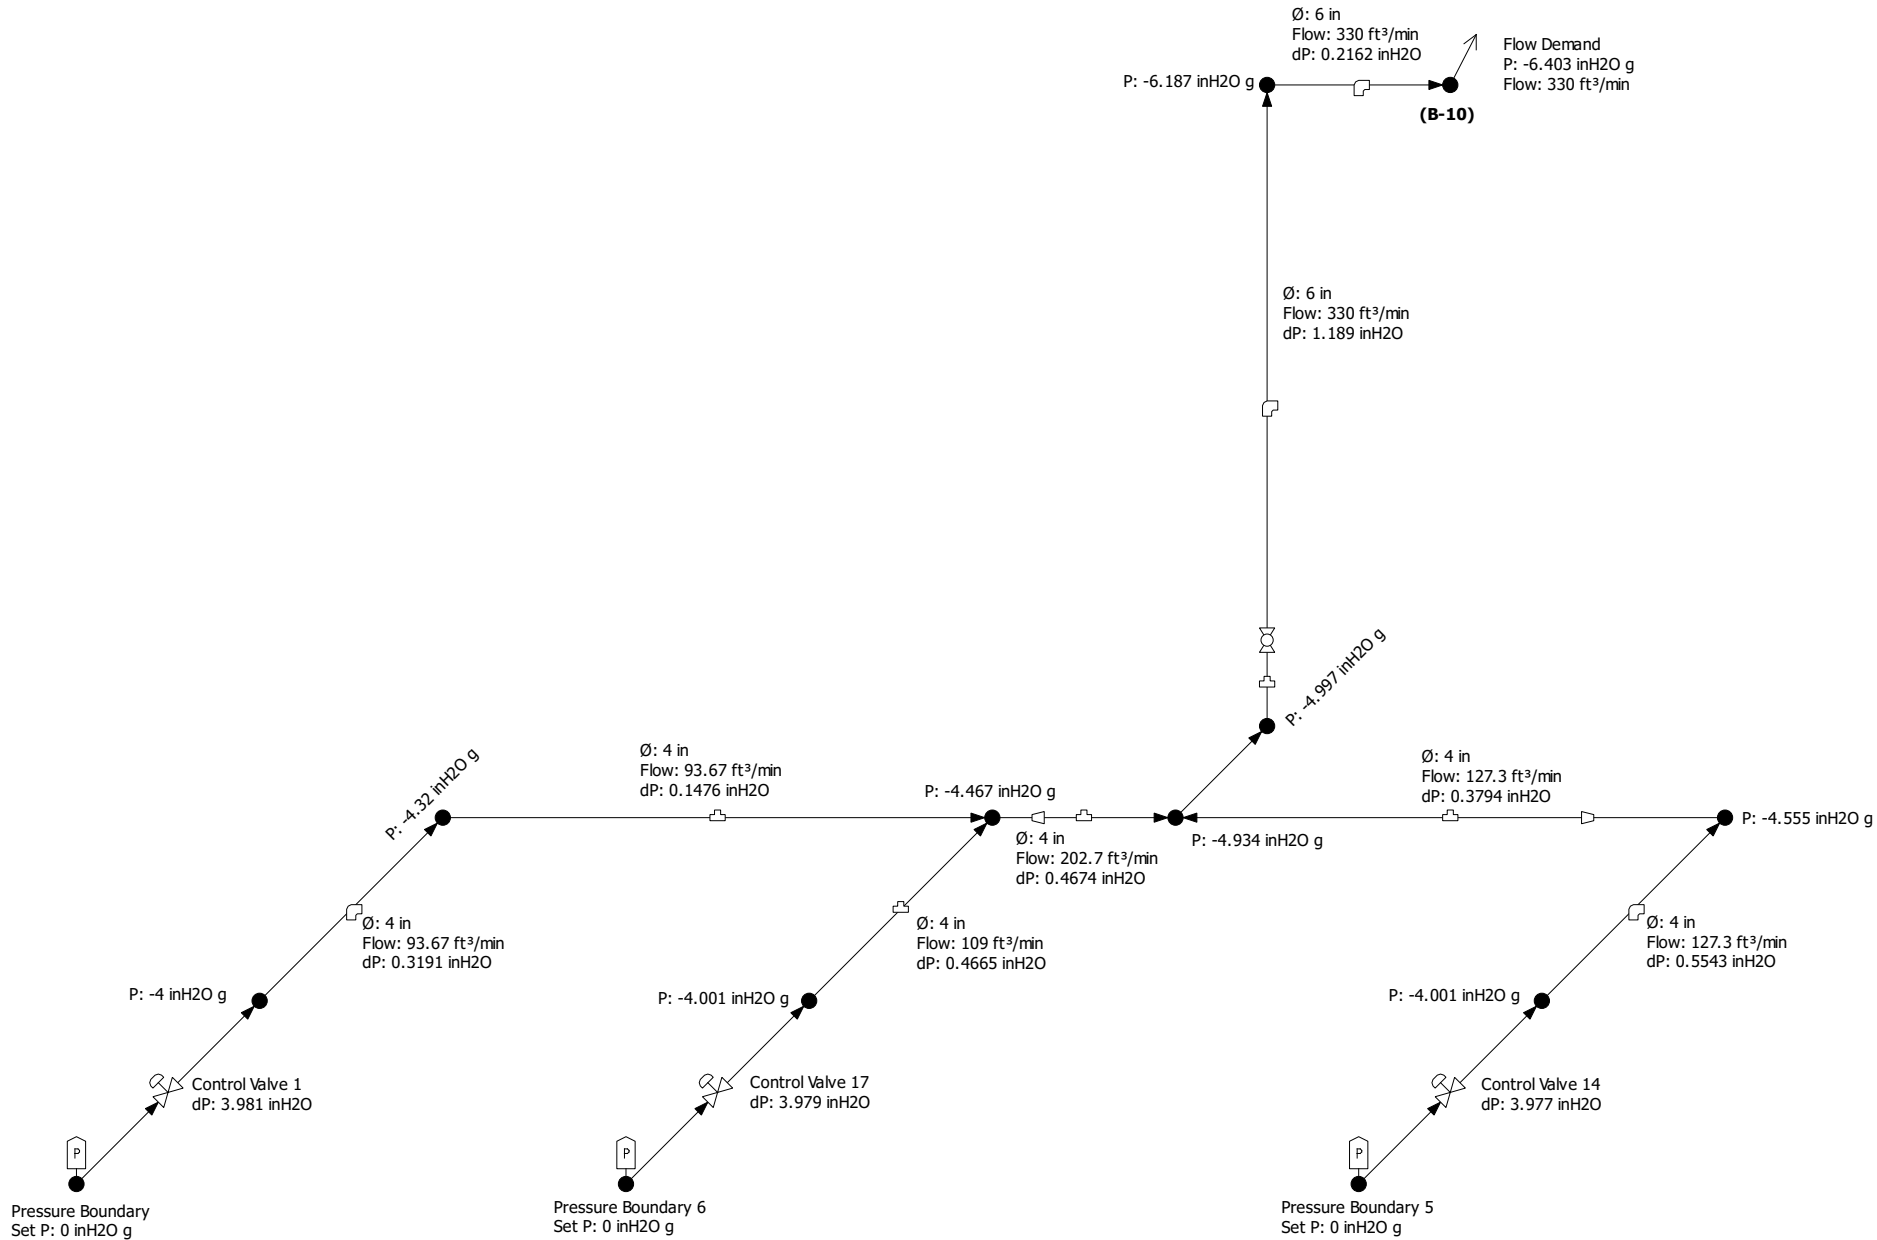 Ø: 6 in
Flow: 330 ft³/min
dP: 0.2162 inH2O
Flow Demand
P: -6.403 inH2O g
Flow: 330 ft³/min
P: -6.187 inH2O g
(B-10)
Ø: 6 in
Flow: 330 ft³/min
dP: 1.189 inH2O
P: -4.997 inH2O g
P: -4.32 inH2O g
Ø: 4 in
Flow: 93.67 ft³/min
dP: 0.1476 inH2O
P: -4.467 inH2O g
Ø: 4 in
Flow: 202.7 ft³/min
dP: 0.4674 inH2O
P: -4.934 inH2O g
Ø: 4 in
Flow: 127.3 ft³/min
dP: 0.3794 inH2O
P: -4.555 inH2O g
Ø: 4 in
Flow: 93.67 ft³/min
dP: 0.3191 inH2O
Ø: 4 in
Flow: 109 ft³/min
dP: 0.4665 inH2O
Ø: 4 in
Flow: 127.3 ft³/min
dP: 0.5543 inH2O
P: -4 inH2O g
P: -4.001 inH2O g
P: -4.001 inH2O g
Control Valve 1
dP: 3.981 inH2O
Control Valve 17
dP: 3.979 inH2O
Control Valve 14
dP: 3.977 inH2O
P
P
P
Pressure Boundary
Set P: 0 inH2O g
Pressure Boundary 6
Set P: 0 inH2O g
Pressure Boundary 5
Set P: 0 inH2O g